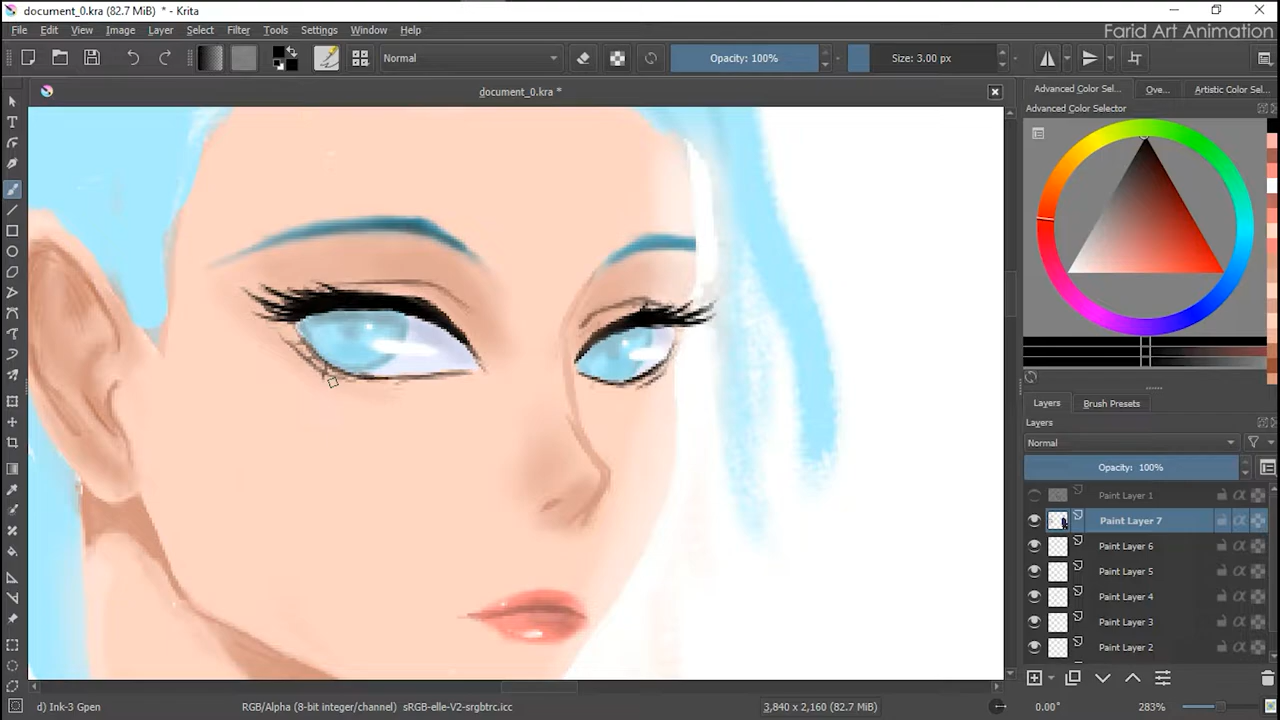 document_0.kra (82.7 MiB) * - Krita
File Edit View Image Layer Select Filter Tools Settings Window Help
Farid Art Animation
Normal Opacity: 100% Size: 3.00 px
document_0.kra *
Advanced Color Sel... Ove... Artistic Color Sel...
Advanced Color Selector
Layers Brush Presets
Layers
Normal
Opacity: 100%
Paint Layer 1
Paint Layer 7
Paint Layer 6
Paint Layer 5
Paint Layer 4
Paint Layer 3
Paint Layer 2
d) Ink-3 Gpen RGB/Alpha (8-bit integer/channel) sRGB-elle-V2-srgbtrc.icc 3,840 x 2,160 (82.7 MiB) 0.00° 283%